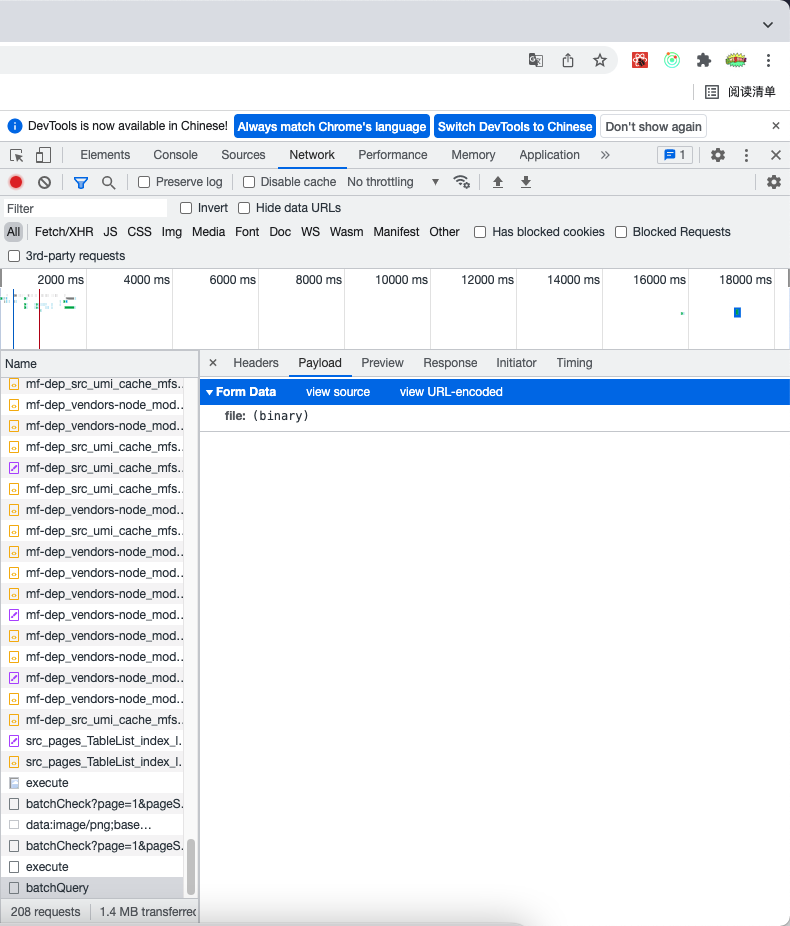 阅读清单
DevTools is now available in Chinese! Always match Chrome's language Switch DevTools to Chinese Don't show again
Elements Console Sources Network Performance Memory Application 1
Preserve log Disable cache No throttling
Filter Invert Hide data URLs
All Fetch/XHR JS CSS Img Media Font Doc WS Wasm Manifest Other Has blocked cookies Blocked Requests
3rd-party requests
2000 ms 4000 ms 6000 ms 8000 ms 10000 ms 12000 ms 14000 ms 16000 ms 18000 ms
Name Headers Payload Preview Response Initiator Timing
Form Data view source view URL-encoded
file: (binary)
mf-dep_src_umi_cache_mfs..
mf-dep_vendors-node_mod..
mf-dep_vendors-node_mod..
mf-dep_src_umi_cache_mfs..
mf-dep_src_umi_cache_mfs..
mf-dep_src_umi_cache_mfs..
mf-dep_vendors-node_mod..
mf-dep_src_umi_cache_mfs..
mf-dep_vendors-node_mod..
mf-dep_vendors-node_mod..
mf-dep_vendors-node_mod..
mf-dep_vendors-node_mod..
mf-dep_vendors-node_mod..
mf-dep_vendors-node_mod..
mf-dep_vendors-node_mod..
mf-dep_vendors-node_mod..
mf-dep_src_umi_cache_mfs..
src_pages_TableList_index_l.
src_pages_TableList_index_l.
execute
batchCheck?page=1&pageS.
data:image/png;base...
batchCheck?page=1&pageS.
execute
batchQuery
208 requests 1.4 MB transferred